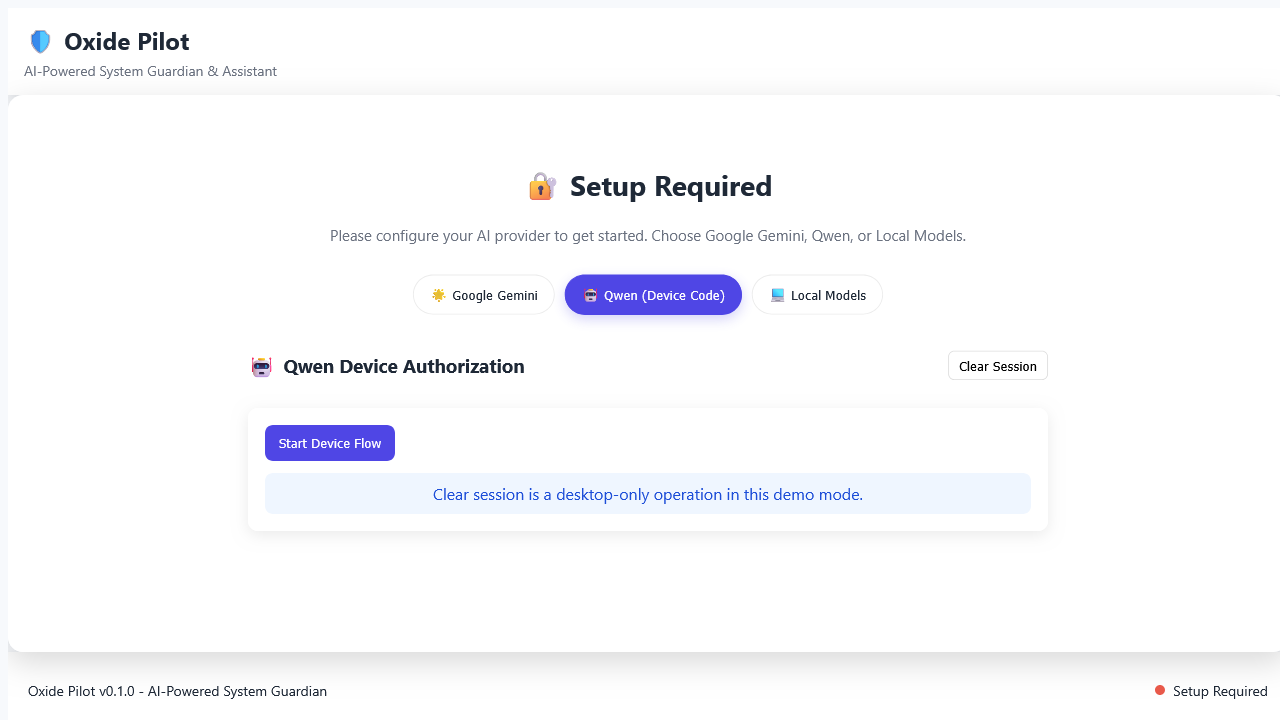 Oxide Pilot
AI-Powered System Guardian & Assistant
Setup Required
Please configure your AI provider to get started. Choose Google Gemini, Qwen, or Local Models.
Google Gemini
Qwen (Device Code)
Local Models
Qwen Device Authorization
Clear Session
Start Device Flow
Clear session is a desktop-only operation in this demo mode.
Oxide Pilot v0.1.0 - AI-Powered System Guardian
Setup Required